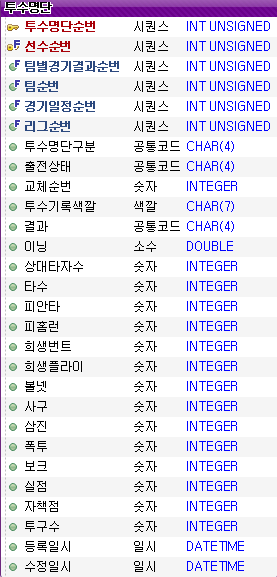 투수명단
투수명단순번 시퀀스 INT UNSIGNED
선수순번 시퀀스 INT UNSIGNED
팀별경기결과순번 시퀀스 INT UNSIGNED
팀순번 시퀀스 INT UNSIGNED
경기일정순번 시퀀스 INT UNSIGNED
리그순번 시퀀스 INT UNSIGNED
투수명단구분 공통코드 CHAR(4)
출전상태 공통코드 CHAR(4)
교체순번 숫자 INTEGER
투수기록색깔 색깔 CHAR(7)
결과 공통코드 CHAR(4)
이닝 소수 DOUBLE
상대타자수 숫자 INTEGER
타수 숫자 INTEGER
피안타 숫자 INTEGER
피홈런 숫자 INTEGER
희생번트 숫자 INTEGER
희생플라이 숫자 INTEGER
볼넷 숫자 INTEGER
사구 숫자 INTEGER
삼진 숫자 INTEGER
폭투 숫자 INTEGER
보크 숫자 INTEGER
실점 숫자 INTEGER
자책점 숫자 INTEGER
투구수 숫자 INTEGER
등록일시 일시 DATETIME
수정일시 일시 DATETIME